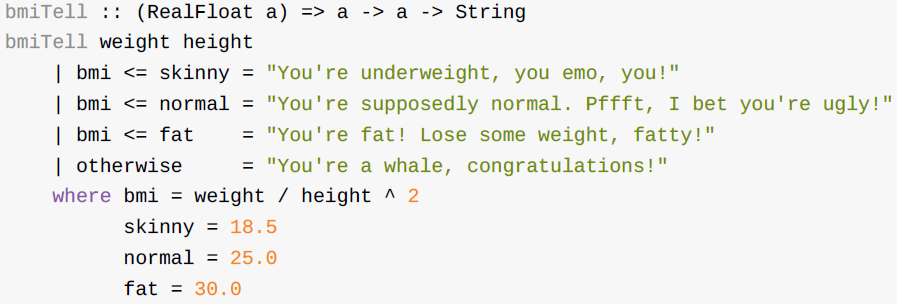 bmiTell :: (RealFloat a) => a -> a -> String
bmiTell weight height
    | bmi <= skinny = "You're underweight, you emo, you!"
    | bmi <= normal = "You're supposedly normal. Pffft, I bet you're ugly!"
    | bmi <= fat    = "You're fat! Lose some weight, fatty!"
    | otherwise     = "You're a whale, congratulations!"
    where bmi = weight / height ^ 2
          skinny = 18.5
          normal = 25.0
          fat = 30.0